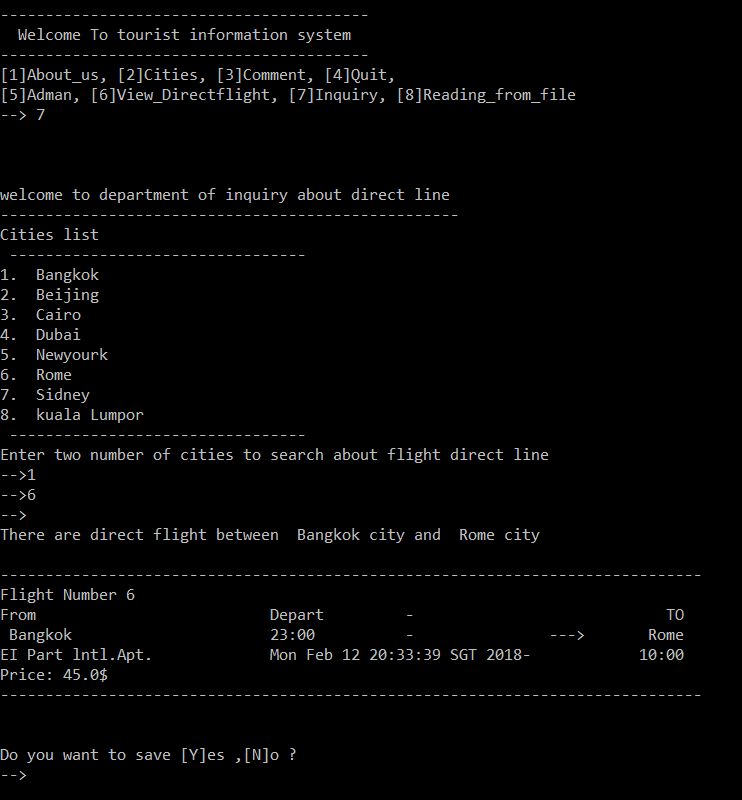 -----------------------------------------
  Welcome To tourist information system
-----------------------------------------
[1]About_us, [2]Cities, [3]Comment, [4]Quit,
[5]Adman, [6]View_Directflight, [7]Inquiry, [8]Reading_from_file
--> 7
welcome to department of inquiry about direct line
---------------------------------------------------
Cities list
 ---------------------------------
1.  Bangkok
2.  Beijing
3.  Cairo
4.  Dubai
5.  Newyourk
6.  Rome
7.  Sidney
8.  kuala Lumpor
 ---------------------------------
Enter two number of cities to search about flight direct line
-->1
-->6
-->
There are direct flight between  Bangkok city and  Rome city
------------------------------------------------------------------------------
Flight Number 6
From                          Depart         -                            TO
 Bangkok                      23:00          -               --->       Rome
EI Part lntl.Apt.             Mon Feb 12 20:33:39 SGT 2018-            10:00
Price: 45.0$
------------------------------------------------------------------------------
Do you want to save [Y]es ,[N]o ?
-->